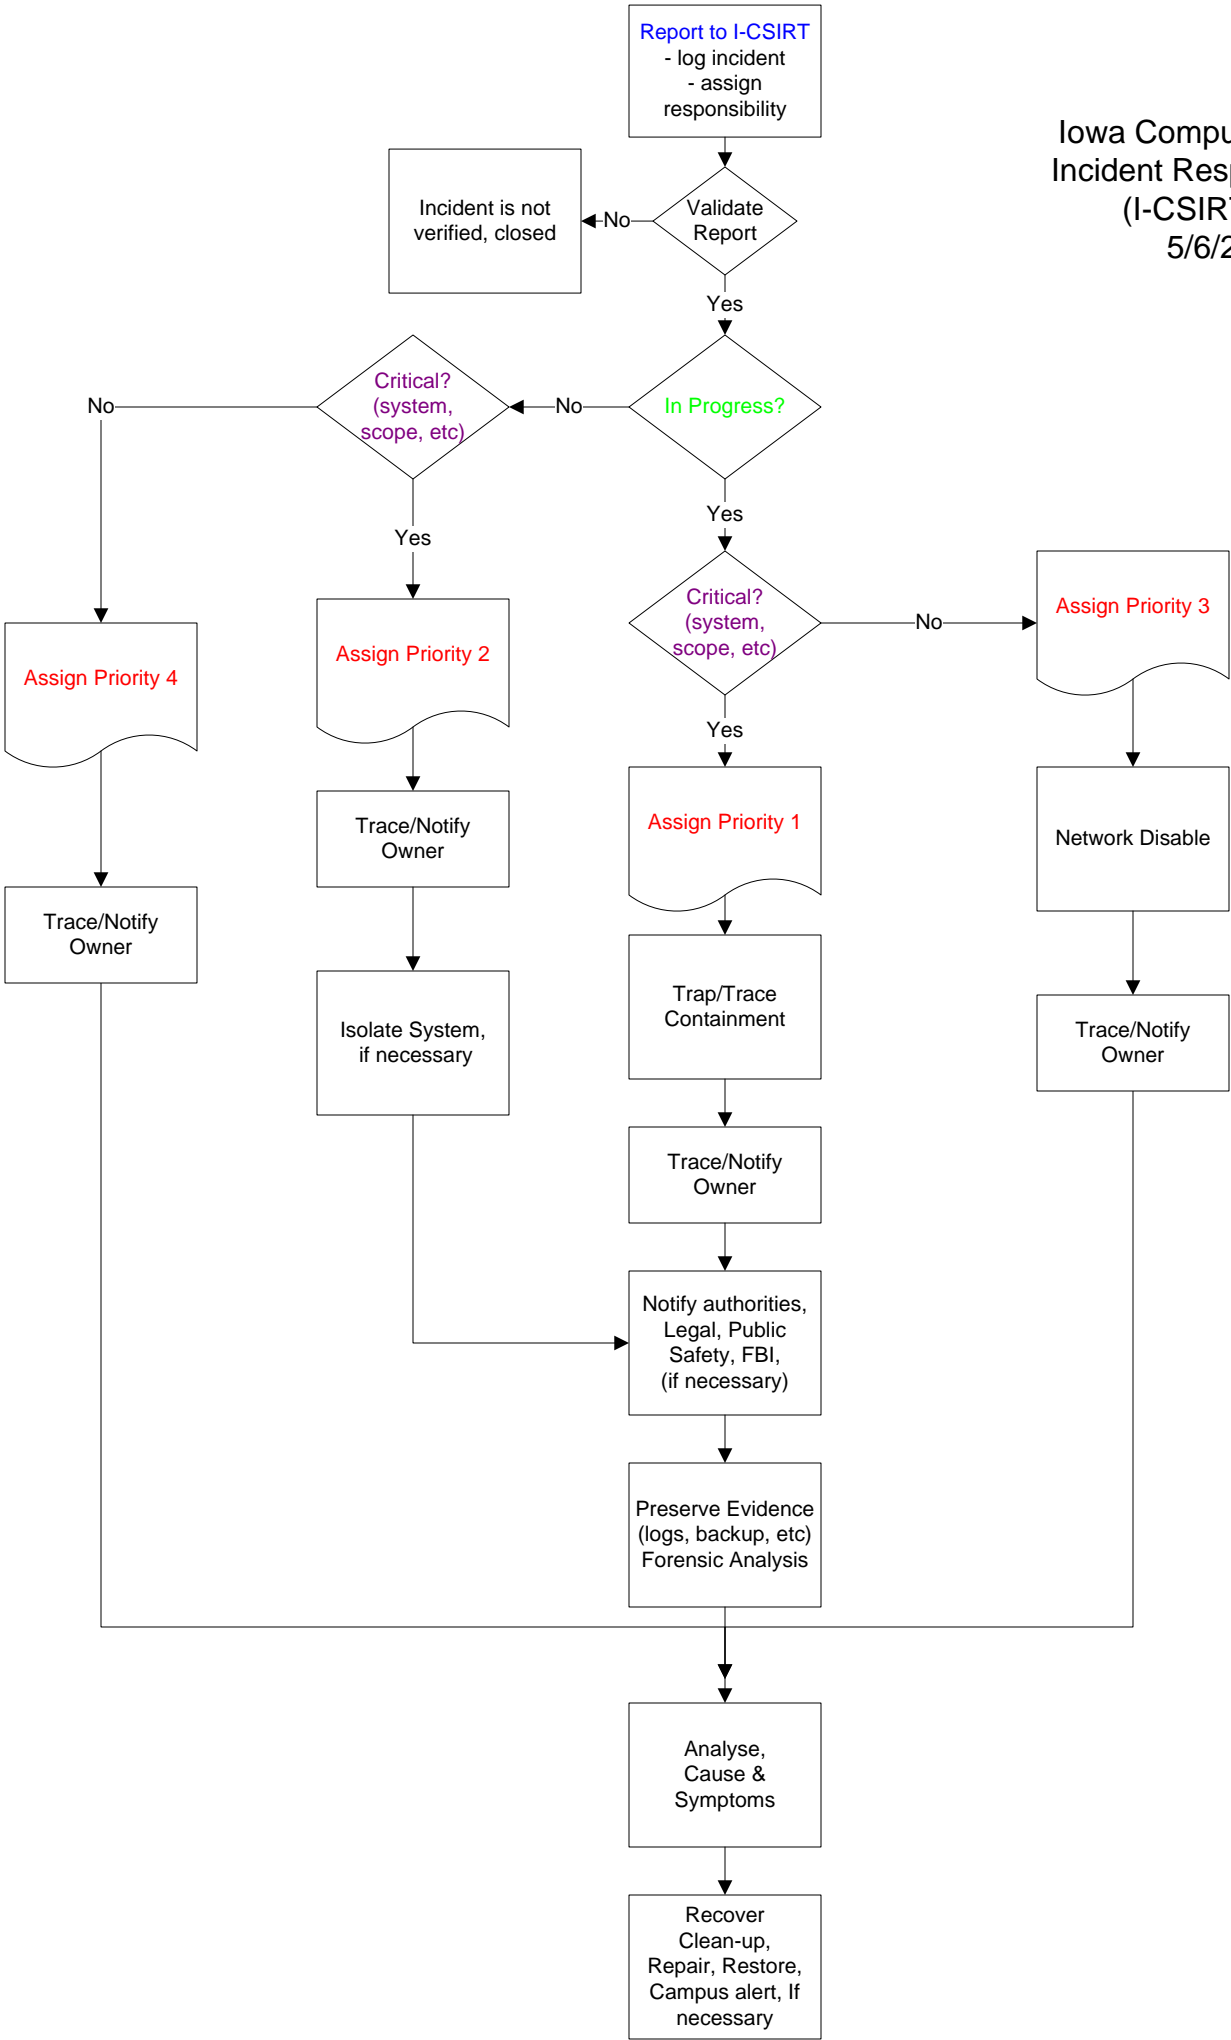 Report to I-CSIRT
- log incident
- assign
responsibility
Iowa
Incident
(I-CSIRT
5/6/2
Validate
Report
No
Incident is not
verified, closed
Yes
In Progress?
No
Critical?
(system,
scope, etc)
No
Yes
Yes
Critical?
(system,
scope, etc)
No
Assign Priority 3
Assign Priority 2
Assign Priority 4
Yes
Assign Priority 1
Network Disable
Trace/Notify
Owner
Trace/Notify
Owner
Trap/Trace
Containment
Isolate System,
if necessary
Trace/Notify
Owner
Trace/Notify
Owner
Notify authorities,
Legal, Public
Safety, FBI,
(if necessary)
Preserve Evidence
(logs, backup, etc)
Forensic Analysis
Analyse,
Cause &
Symptoms
Recover
Clean-up,
Repair, Restore,
Campus alert, If
necessary